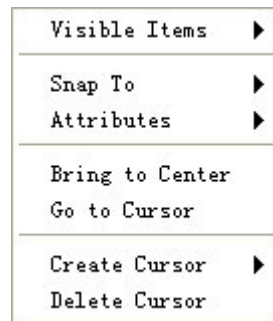 Visible Items
Snap To
Attributes
Bring to Center
Go to Cursor
Create Cursor
Delete Cursor